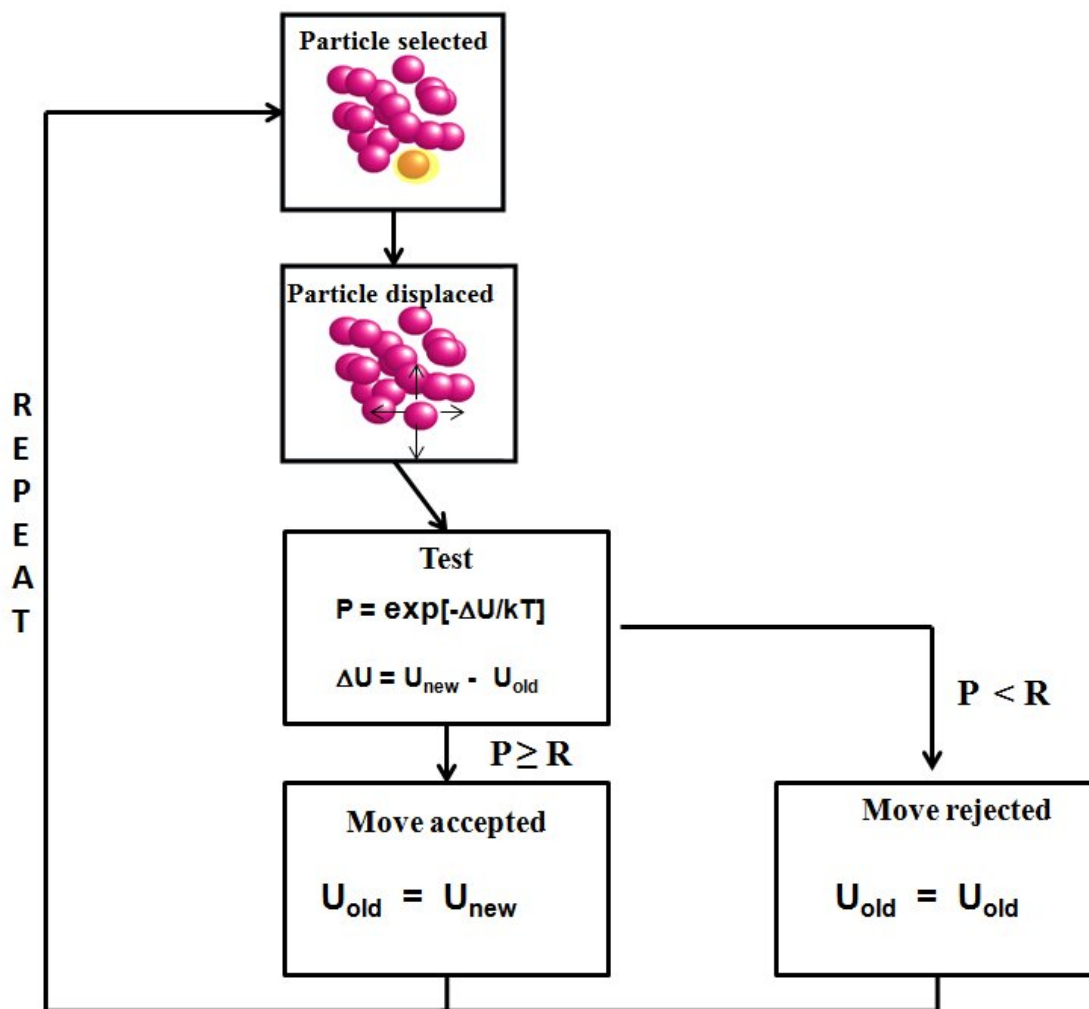 Particle selected
Particle displaced
R
E
P
E
A
T
Test
P = exp[-ΔU/kT]
ΔU = Unew - Uold
P < R
P ≥ R
Move accepted
Uold = Unew
Move rejected
Uold = Uold